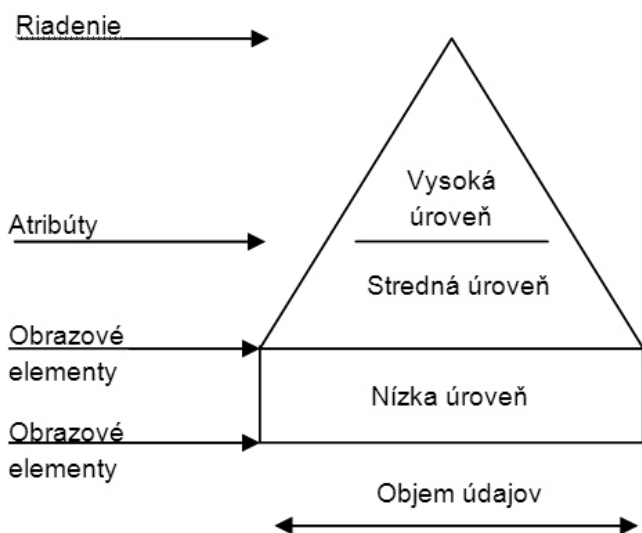 Riadenie
Vysoká
úroveň
Atribúty
Stredná úroveň
Obrazové
elementy
Nízka úroveň
Obrazové
elementy
Objem údajov